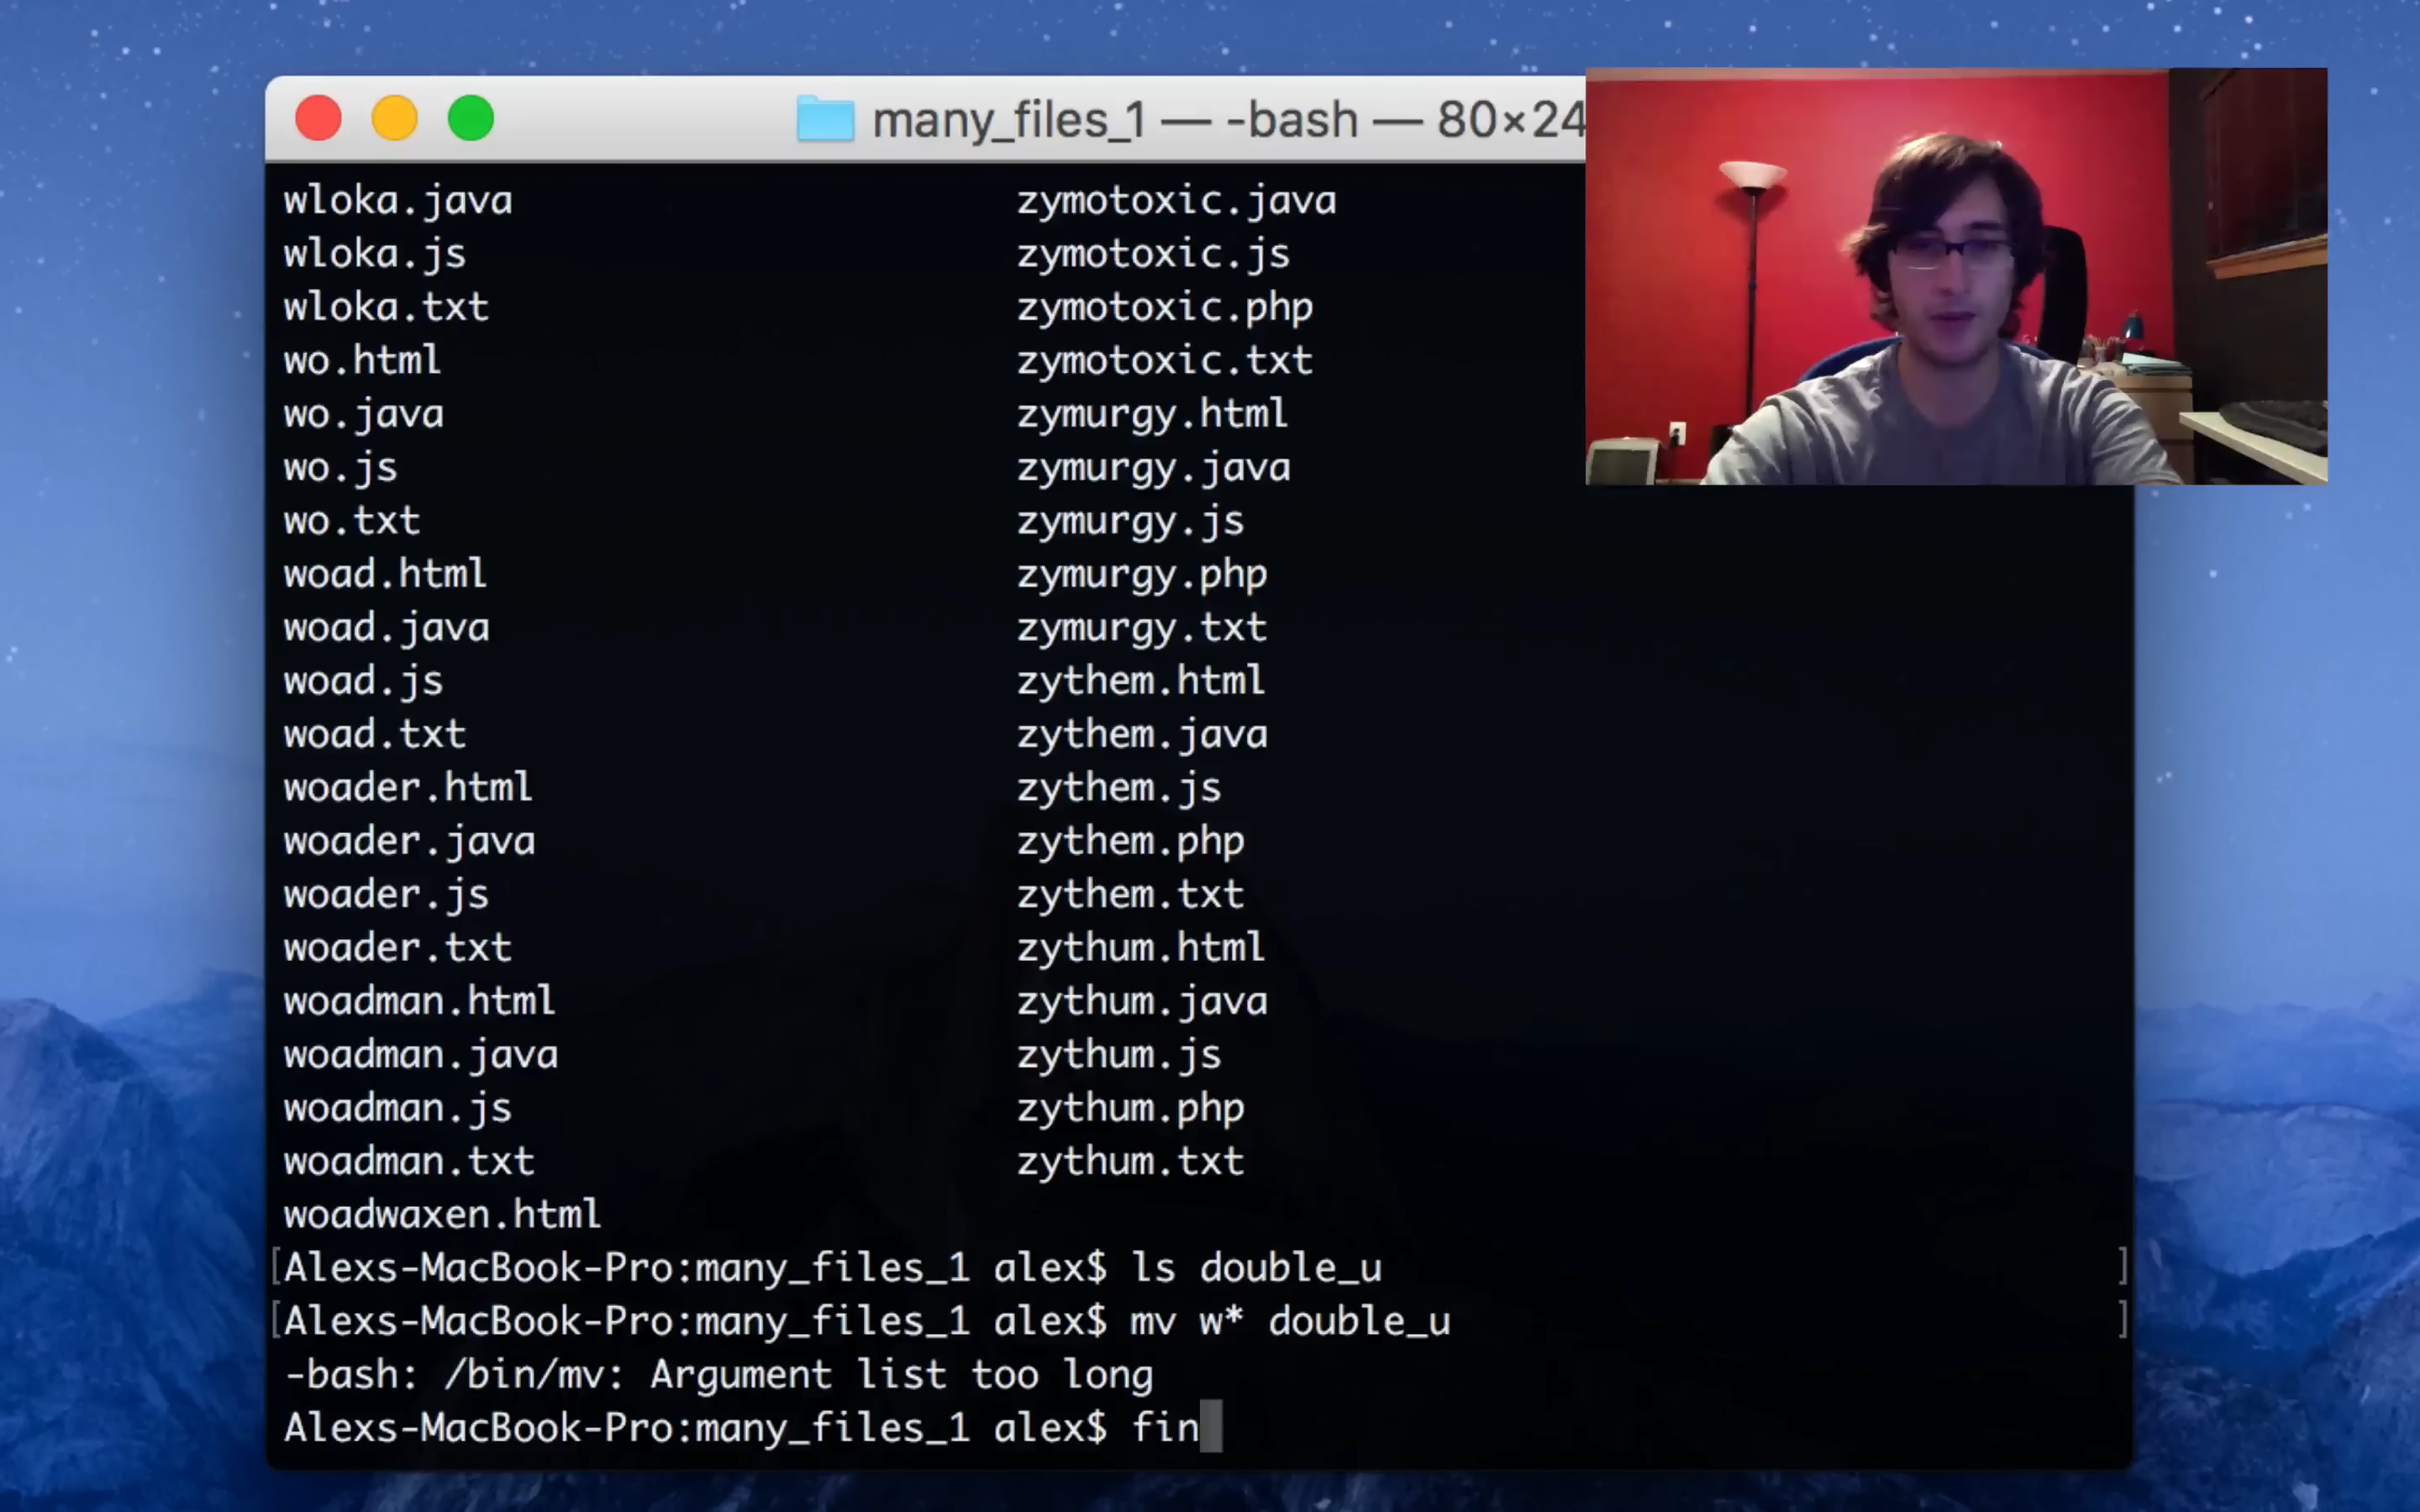 many_files_1 — -bash — 80×24
wloka.java zymotoxic.java
wloka.js zymotoxic.js
wloka.txt zymotoxic.php
wo.html zymotoxic.txt
wo.java zymurgy.html
wo.js zymurgy.java
wo.txt zymurgy.js
woad.html zymurgy.php
woad.java zymurgy.txt
woad.js zythem.html
woad.txt zythem.java
woader.html zythem.js
woader.java zythem.php
woader.js zythem.txt
woader.txt zythum.html
woadman.html zythum.java
woadman.java zythum.js
woadman.js zythum.php
woadman.txt zythum.txt
woadwaxen.html
[Alexs-MacBook-Pro:many_files_1 alex$ ls double_u ]
[Alexs-MacBook-Pro:many_files_1 alex$ mv w* double_u ]
-bash: /bin/mv: Argument list too long
Alexs-MacBook-Pro:many_files_1 alex$ fin